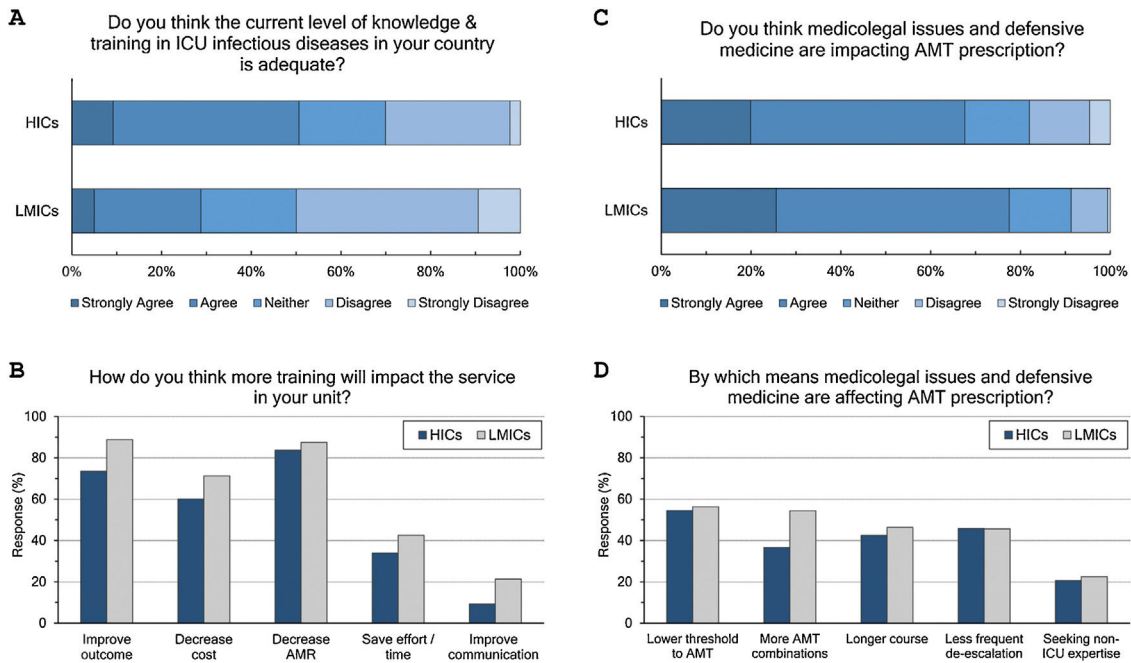 A
Do you think the current level of knowledge &
training in ICU infectious diseases in your country
is adequate?
HICs
LMICs
0% 20% 40% 60% 80% 100%
Strongly Agree Agree Neither Disagree Strongly Disagree
C
Do you think medicolegal issues and defensive
medicine are impacting AMT prescription?
HICs
LMICs
0% 20% 40% 60% 80% 100%
Strongly Agree Agree Neither Disagree Strongly Disagree
B
How do you think more training will impact the service
in your unit?
HICs LMICs
Response (%)
100
80
60
40
20
0
Improve Decrease Decrease Save effort / Improve
outcome cost AMR time communication
D
By which means medicolegal issues and defensive
medicine are affecting AMT prescription?
HICs LMICs
Response (%)
100
80
60
40
20
0
Lower threshold More AMT Longer course Less frequent Seeking non-
to AMT combinations de-escalation ICU expertise